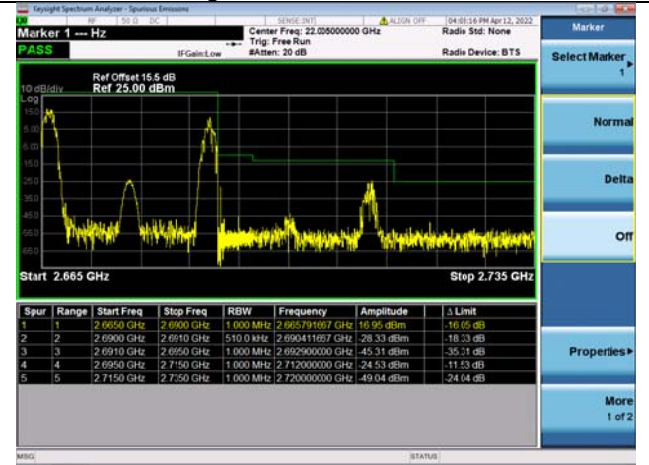 Keysight Spectrum Analyzer - Spurious Emissions
RF 50 Ω DC SENSE:INT ALIGN OFF 04:01:16 PM Apr 12, 2022
Marker 1 --- Hz
Center Freq: 22.005000000 GHz
Radio Std: None
Trig: Free Run
PASS
IFGain:Low
#Atten: 20 dB
Radio Device: BTS
Ref Offset 15.5 dB
10 dB/div Ref 25.00 dBm
Log
15.0
5.00
-5.00
-15.0
-25.0
-35.0
-45.0
-55.0
-65.0
Start 2.665 GHz Stop 2.735 GHz
Spur Range Start Freq Stop Freq RBW Frequency Amplitude Δ Limit
1 1 2.6650 GHz 2.6900 GHz 1.000 MHz 2.665791667 GHz 16.95 dBm -16.05 dB
2 2 2.6900 GHz 2.6910 GHz 510.0 kHz 2.690411667 GHz -28.33 dBm -18.33 dB
3 3 2.6910 GHz 2.6950 GHz 1.000 MHz 2.692900000 GHz -45.31 dBm -35.31 dB
4 4 2.6950 GHz 2.7150 GHz 1.000 MHz 2.712000000 GHz -24.53 dBm -11.53 dB
5 5 2.7150 GHz 2.7350 GHz 1.000 MHz 2.720000000 GHz -49.04 dBm -24.04 dB
MSG STATUS
Marker
Select Marker
1
Normal
Delta
Off
Properties
More
1 of 2